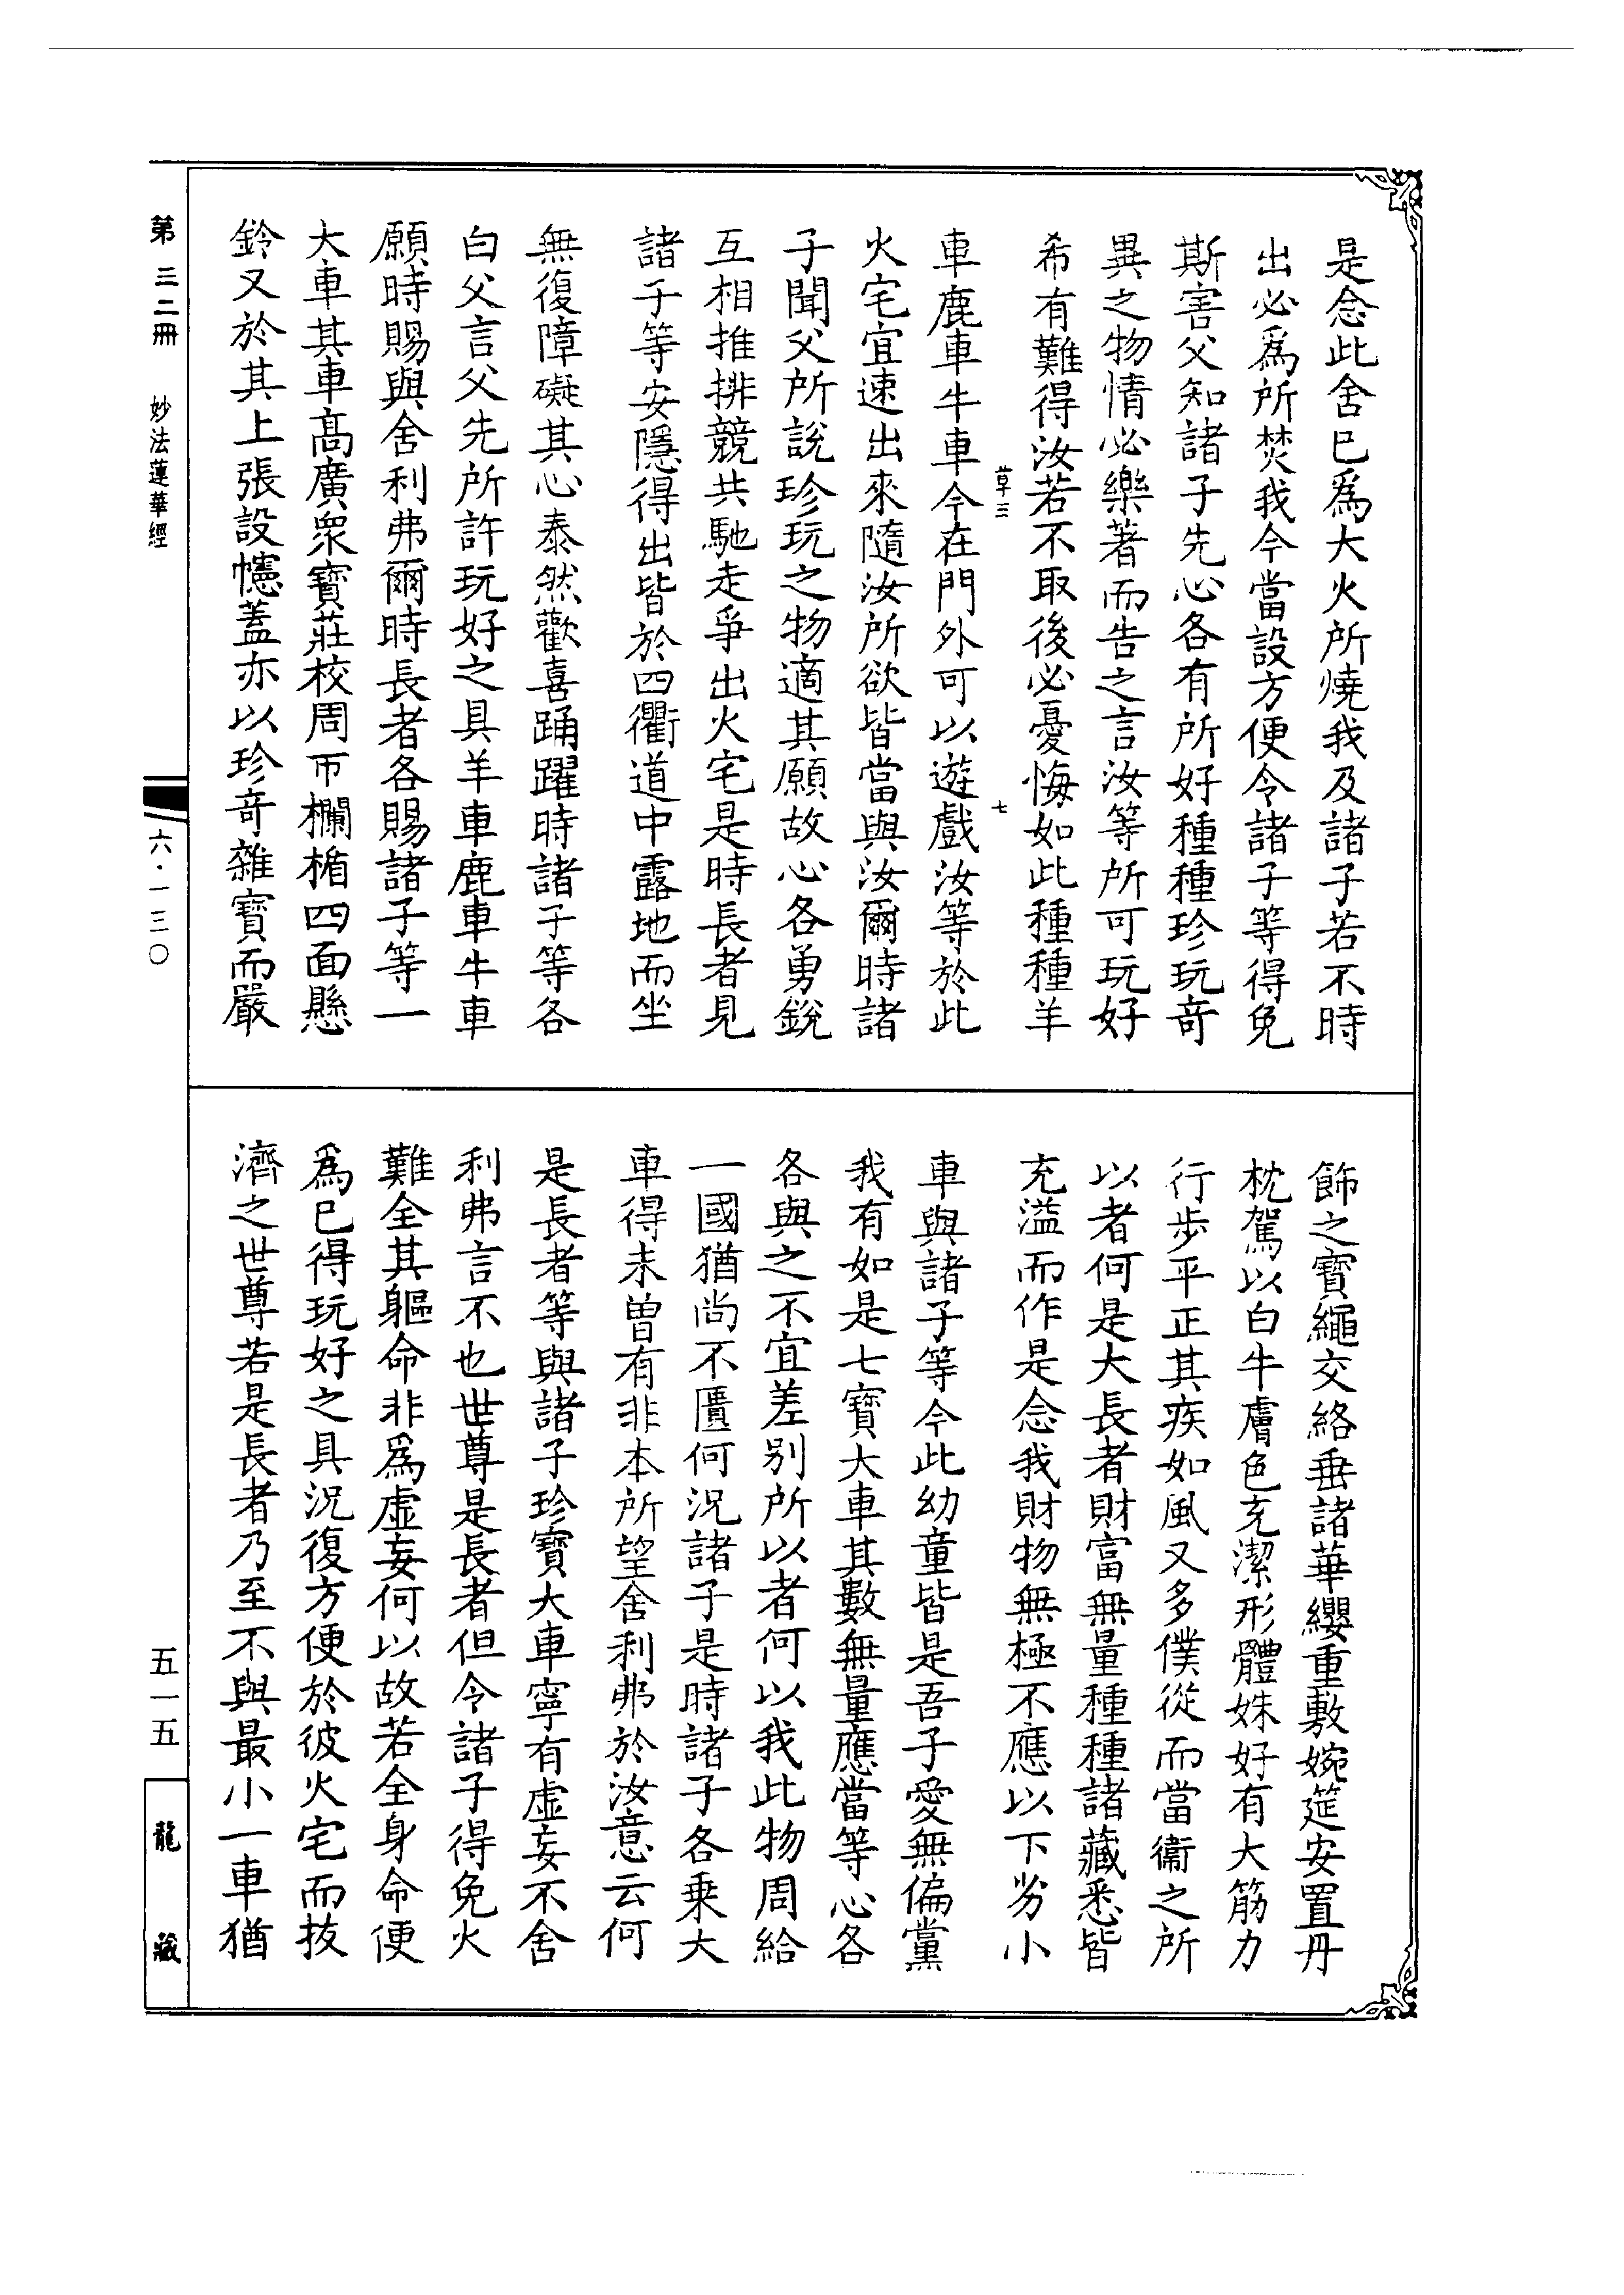 是念此舍已爲大火所燒我及諸子若不時
出必爲所焚我今當設方便令諸子等得免
斯害父知諸子先心各有所好種種珍玩奇
異之物情必樂著而告之言汝等所可玩好
希有難得汝若不取後必憂悔如此種種羊
草三　七
車鹿車牛車今在門外可以遊戲汝等於此
火宅宜速出來隨汝所欲皆當與汝爾時諸
子聞父所說珍玩之物適其願故心各勇銳
互相推排競共馳走爭出火宅是時長者見
諸子等安隱得出皆於四衢道中露地而坐
無復障礙其心泰然歡喜踊躍時諸子等各
白父言父先所許玩好之具羊車鹿車牛車
願時賜與舍利弗爾時長者各賜諸子等一
大車其車高廣衆寶莊校周帀欄楯四面懸
鈴又於其上張設幰蓋亦以珍奇雜寶而嚴
飾之寶繩交絡垂諸華纓重敷婉筵安置丹
枕駕以白牛膚色充潔形體姝好有大筋力
行步平正其疾如風又多僕從而當衞之所
以者何是大長者財富無量種種諸藏悉皆
充溢而作是念我財物無極不應以下劣小
車與諸子等今此幼童皆是吾子愛無偏黨
我有如是七寶大車其數無量應當等心各
各與之不宜差別所以者何以我此物周給
一國猶尚不匱何況諸子是時諸子各乘大
車得未曾有非本所望舍利弗於汝意云何
是長者等與諸子珍寶大車寧有虛妄不舍
利弗言不也世尊是長者但令諸子得免火
難全其軀命非爲虛妄何以故若全身命便
爲已得玩好之具況復方便於彼火宅而拔
濟之世尊若是長者乃至不與最小一車猶
第三二冊　妙法蓮華經
六·一三〇
五一五
龍藏